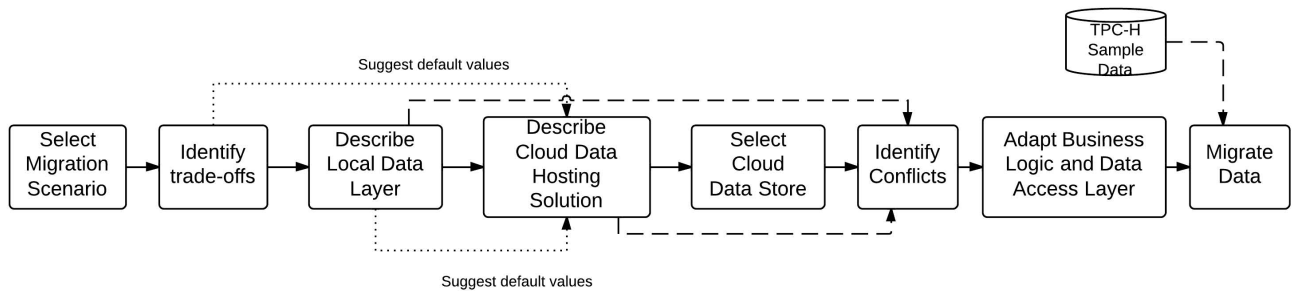 TPC-H
Sample
Data
Suggest default values
Select
Migration
Scenario
Identify
trade-offs
Describe
Local Data
Layer
Describe
Cloud Data
Hosting
Solution
Select
Cloud
Data Store
Identify
Conflicts
Adapt Business
Logic and Data
Access Layer
Migrate
Data
Suggest default values